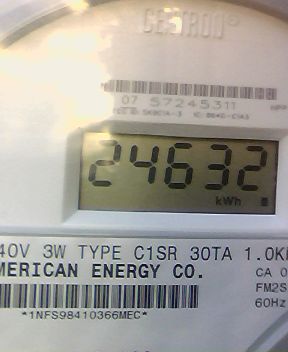 CENTRON®
07 57245311
24632
kWh
40V 3W TYPE C1SR 30TA 1.0K
MERICAN ENERGY CO.
CA 0
FM2S
60Hz
*1NFS98410366MEC*